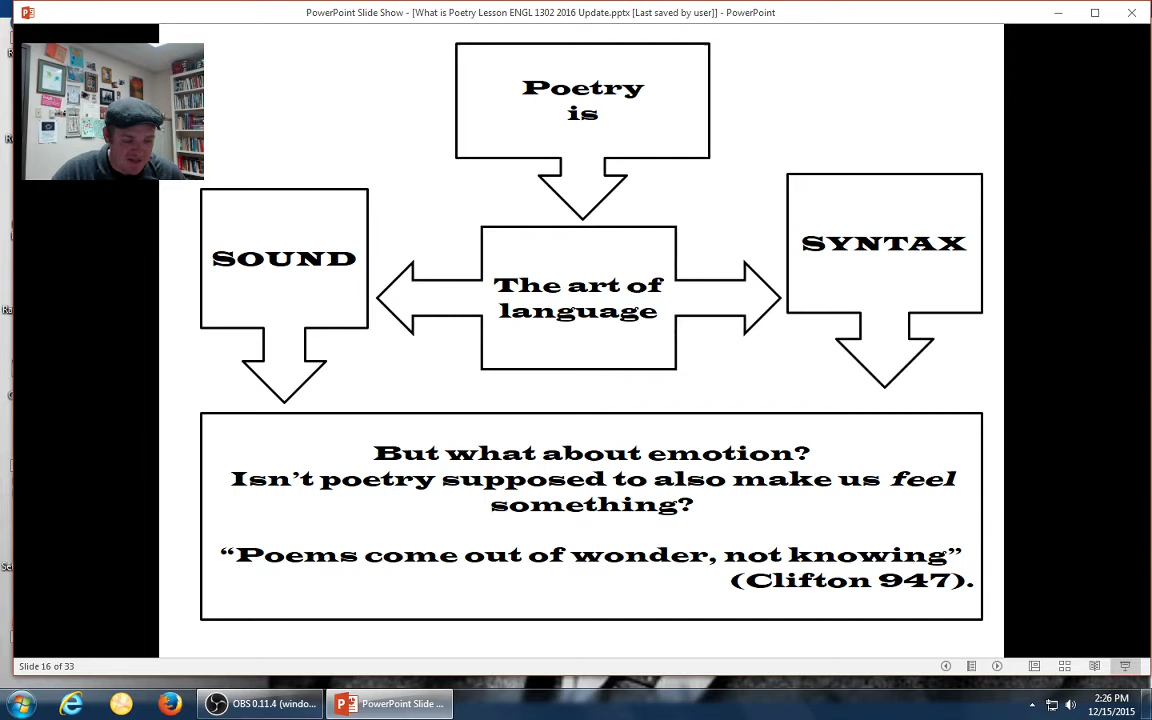 PowerPoint Slide Show - [What is Poetry Lesson ENGL 1302 2016 Update.pptx [Last saved by user]] - PowerPoint
Poetry
is
SOUND
The art of
language
SYNTAX
But what about emotion?
Isn't poetry supposed to also make us feel
something?
“Poems come out of wonder, not knowing”
(Clifton 947).
Slide 16 of 33
OBS 0.11.4 (windo...
PowerPoint Slide ...
2:26 PM
12/15/2015